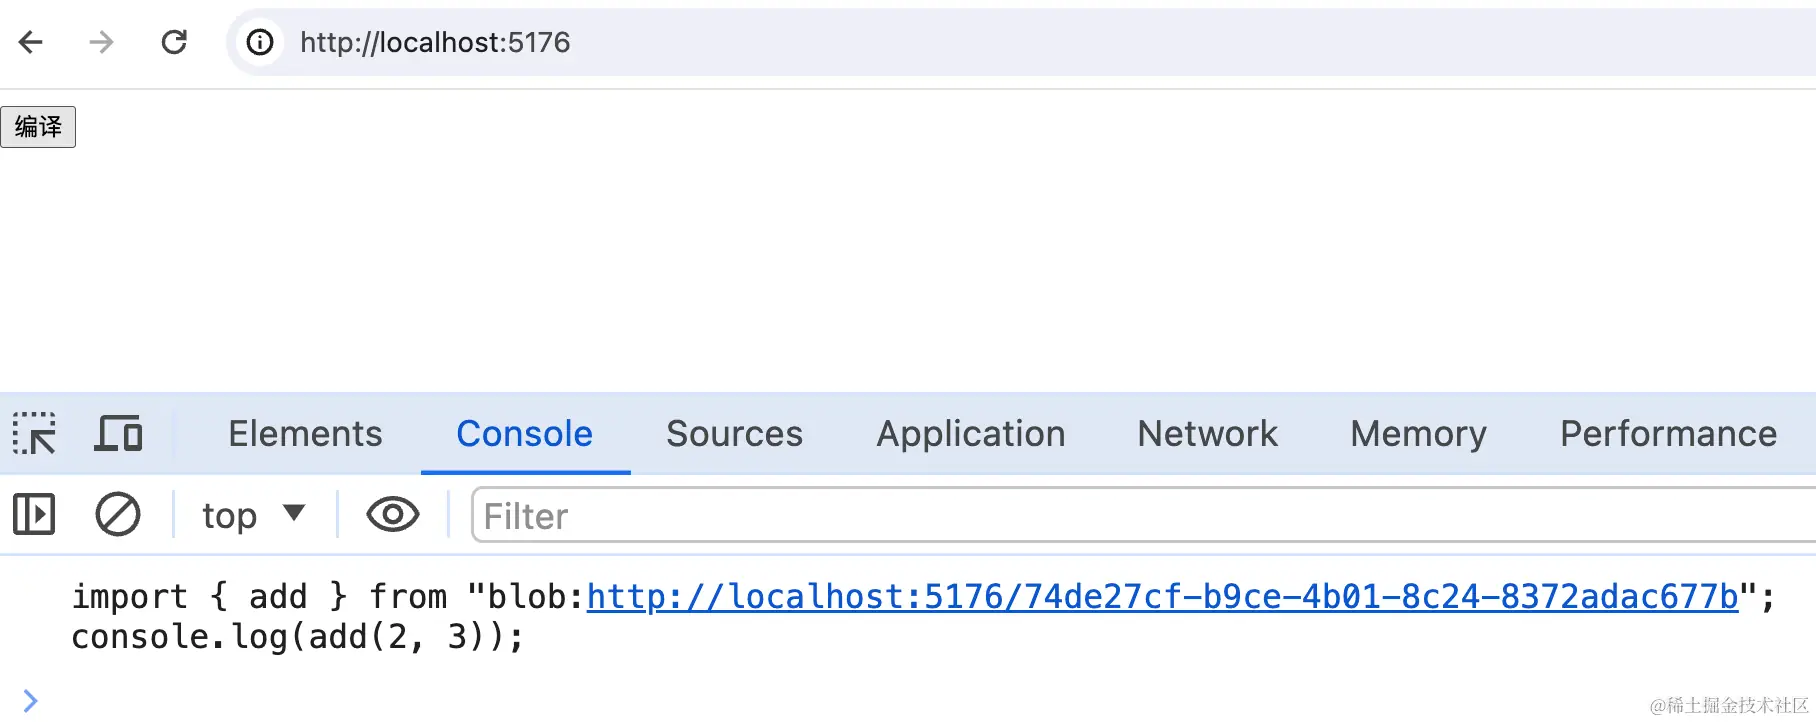 http://localhost:5176
编译
Elements Console Sources Application Network Memory Performance
top Filter
import { add } from "blob:http://localhost:5176/74de27cf-b9ce-4b01-8c24-8372adac677b";
console.log(add(2, 3));
@稀土掘金技术社区